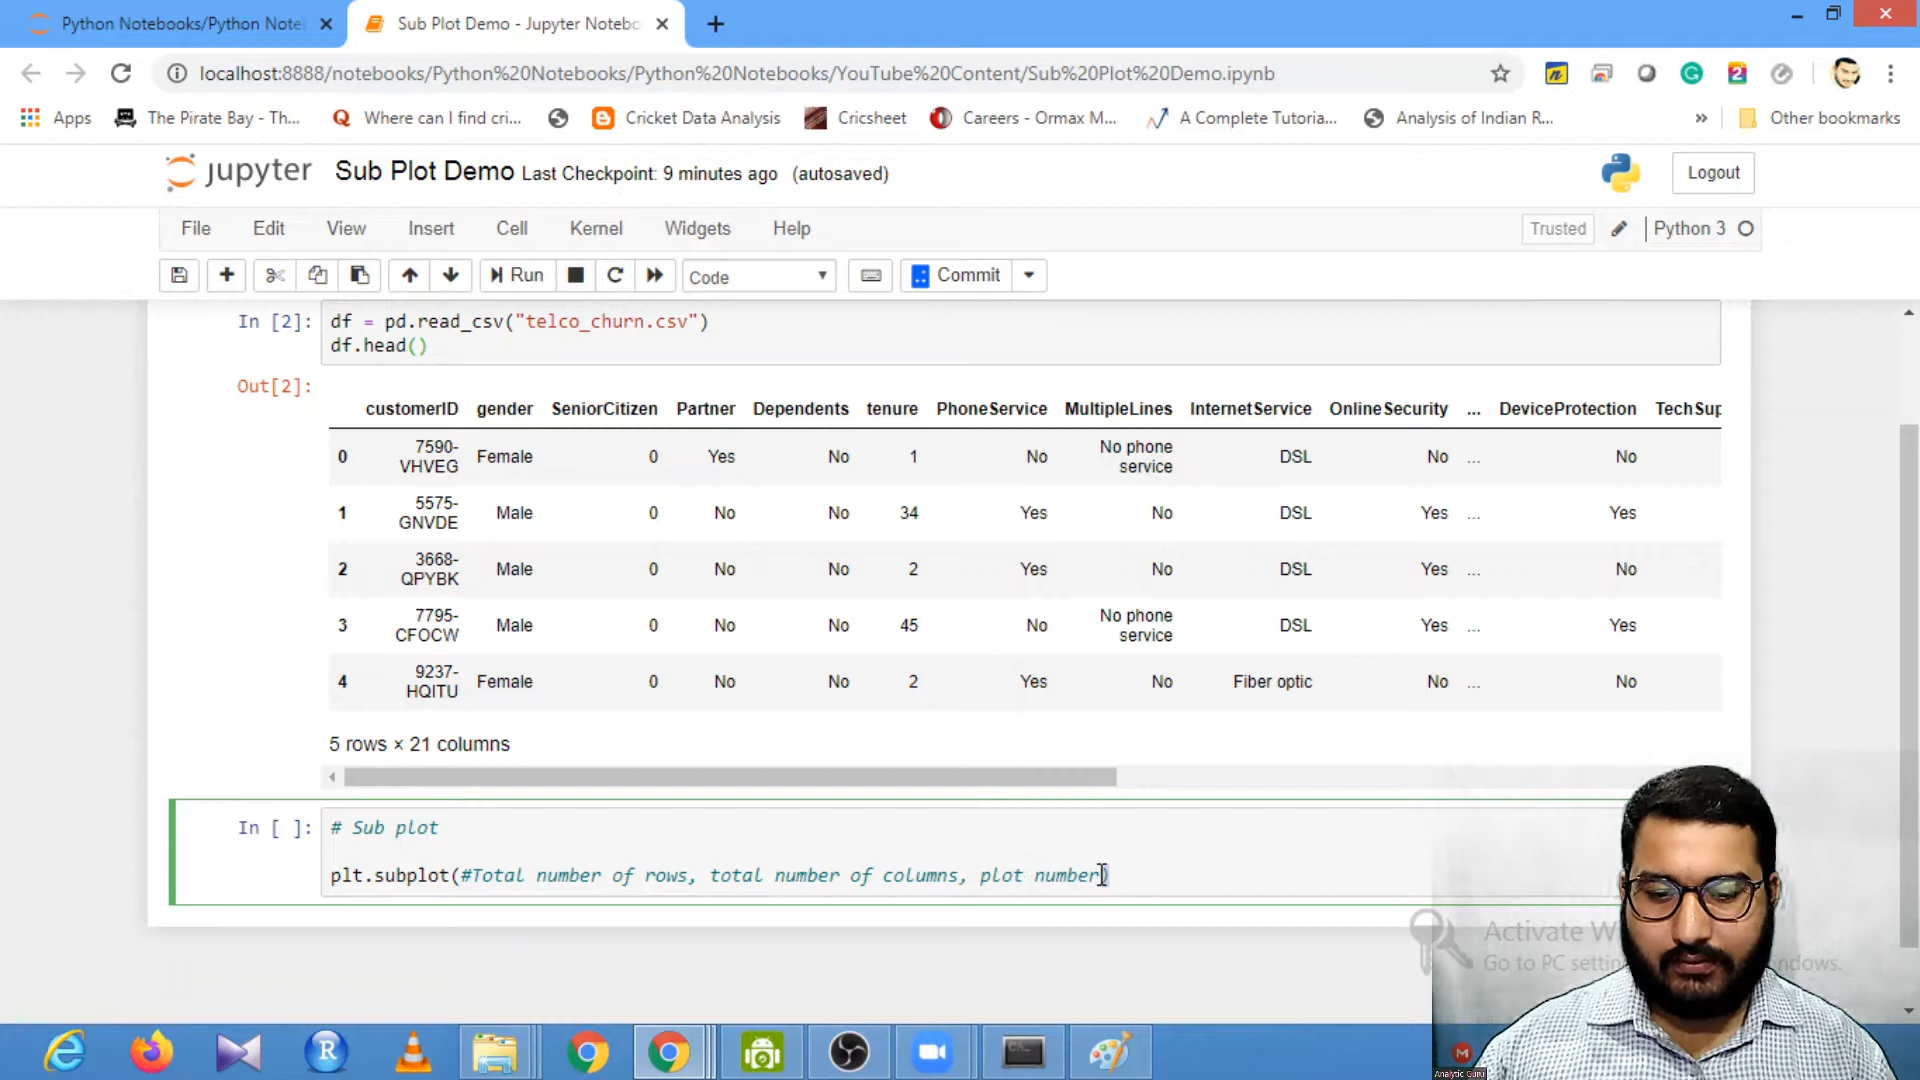 Python Notebooks/Python Note
Sub Plot Demo - Jupyter Notebo
localhost:8888/notebooks/Python%20Notebooks/Python%20Notebooks/YouTube%20Content/Sub%20Plot%20Demo.ipynb
Apps The Pirate Bay - Th... Where can I find cri... Cricket Data Analysis Cricsheet Careers - Ormax M... A Complete Tutoria... Analysis of Indian R... » Other bookmarks
jupyter Sub Plot Demo Last Checkpoint: 9 minutes ago (autosaved) Logout
File Edit View Insert Cell Kernel Widgets Help Trusted Python 3
Run Code Commit
In [2]: df = pd.read_csv("telco_churn.csv")
df.head()
Out[2]:
customerID gender SeniorCitizen Partner Dependents tenure PhoneService MultipleLines InternetService OnlineSecurity ... DeviceProtection TechSup
0 7590-VHVEG Female 0 Yes No 1 No No phone service DSL No ... No
1 5575-GNVDE Male 0 No No 34 Yes No DSL Yes ... Yes
2 3668-QPYBK Male 0 No No 2 Yes No DSL Yes ... No
3 7795-CFOCW Male 0 No No 45 No No phone service DSL Yes ... Yes
4 9237-HQITU Female 0 No No 2 Yes No Fiber optic No ... No
5 rows × 21 columns
In [ ]: # Sub plot
plt.subplot(#Total number of rows, total number of columns, plot number)
Activate W
Go to PC settin ndows.
Analytic Guru